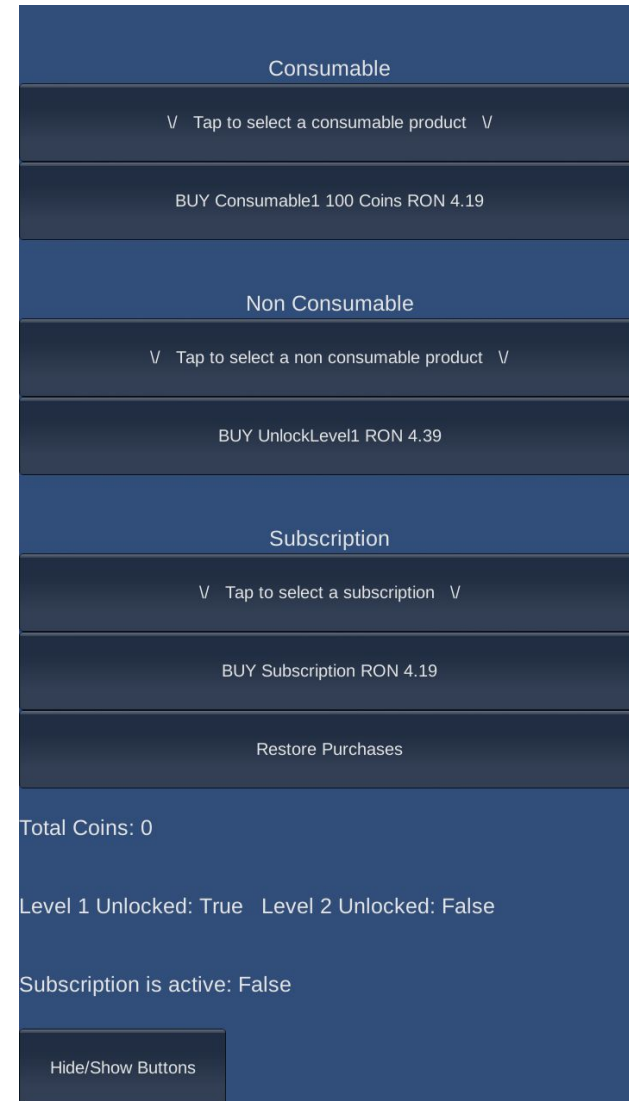 Consumable
\/ Tap to select a consumable product \/
BUY Consumable1 100 Coins RON 4.19
Non Consumable
\/ Tap to select a non consumable product \/
BUY UnlockLevel1 RON 4.39
Subscription
\/ Tap to select a subscription \/
BUY Subscription RON 4.19
Restore Purchases
Total Coins: 0
Level 1 Unlocked: True Level 2 Unlocked: False
Subscription is active: False
Hide/Show Buttons